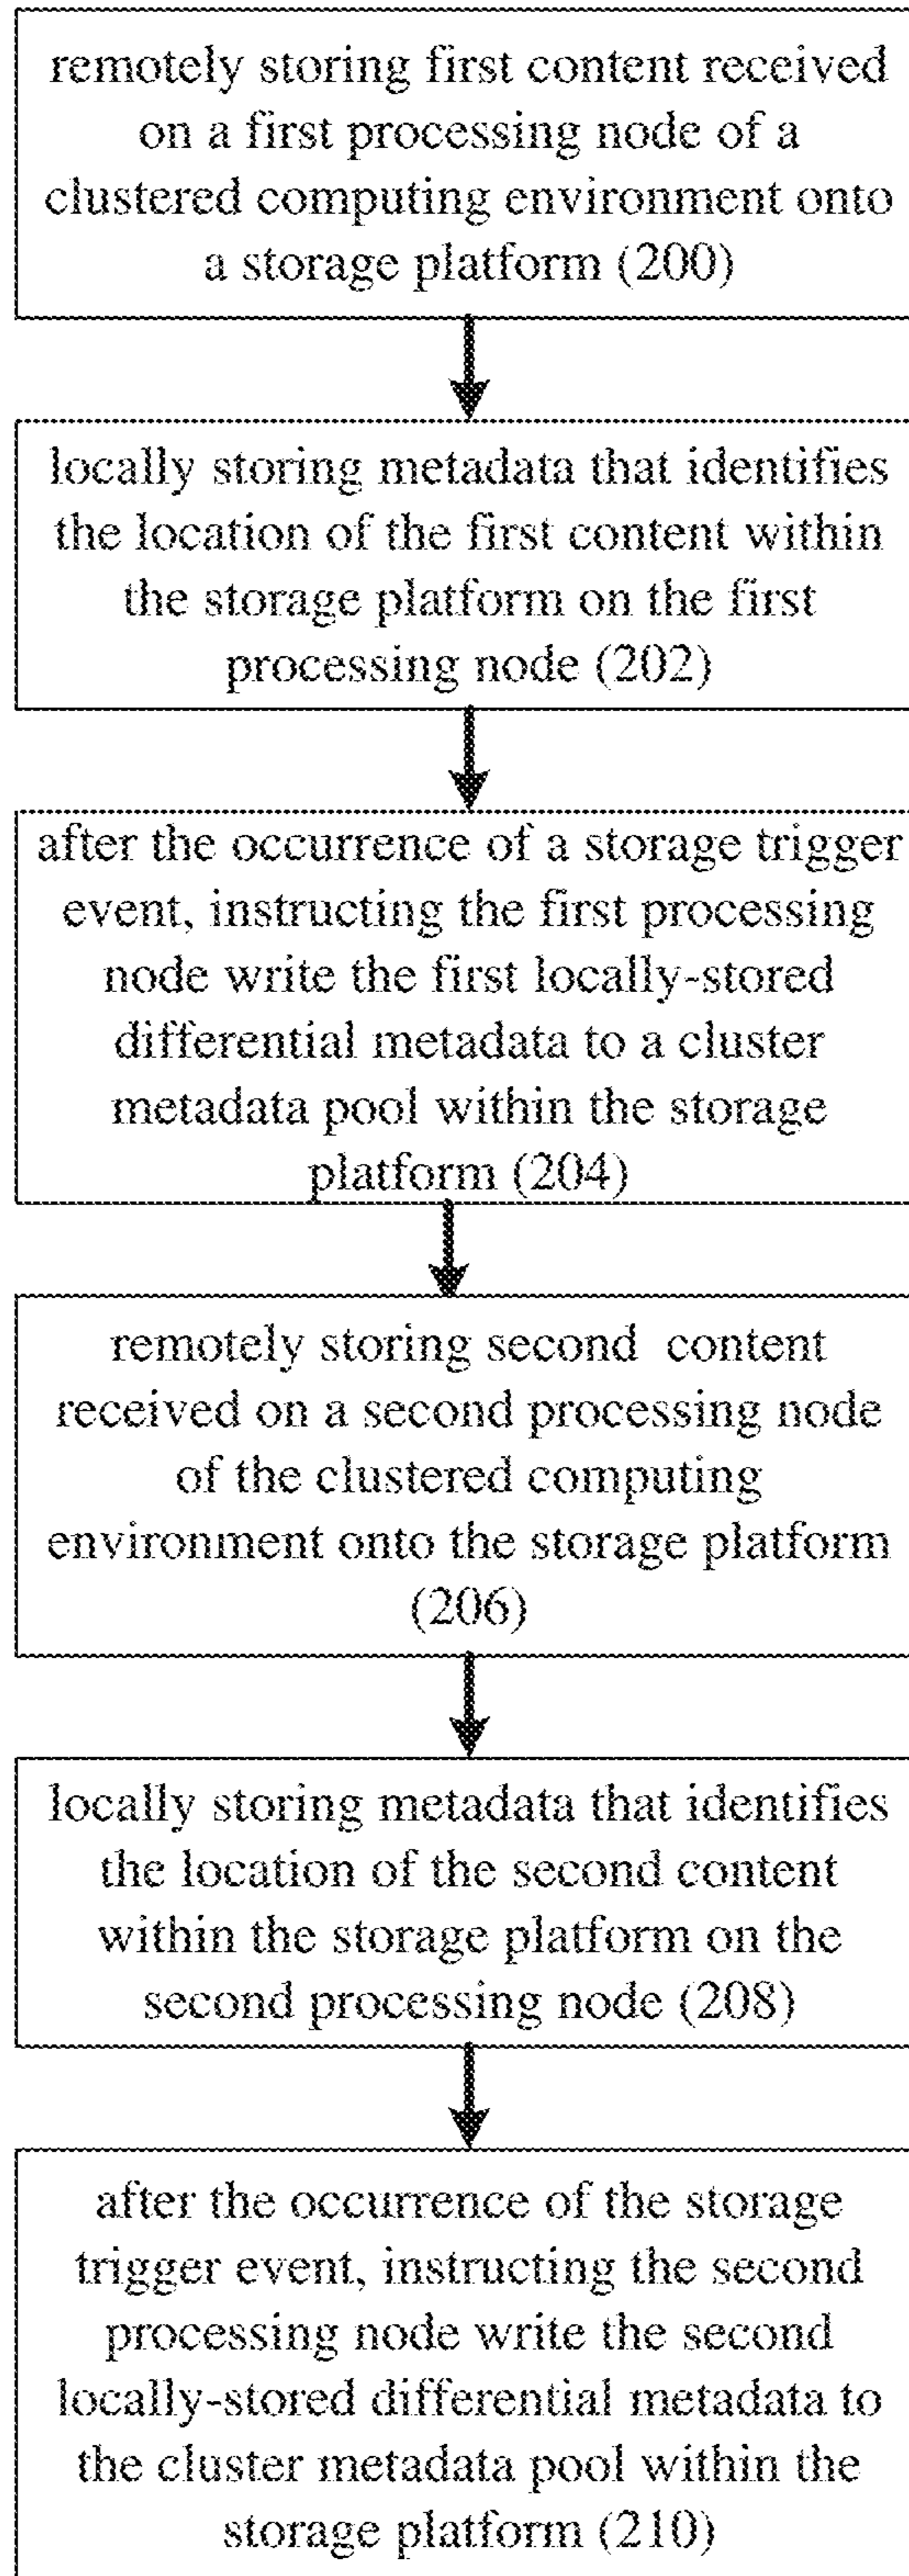 remotely storing first content received
on a first processing node of a
clustered computing environment onto
a storage platform (200)
locally storing metadata that identifies
the location of the first content within
the storage platform on the first
processing node (202)
after the occurrence of a storage trigger
event, instructing the first processing
node write the first locally-stored
differential metadata to a cluster
metadata pool within the storage
platform (204)
remotely storing second content
received on a second processing node
of the clustered computing
environment onto the storage platform
(206)
locally storing metadata that identifies
the location of the second content
within the storage platform on the
second processing node (208)
after the occurrence of the storage
trigger event, instructing the second
processing node write the second
locally-stored differential metadata to
the cluster metadata pool within the
storage platform (210)